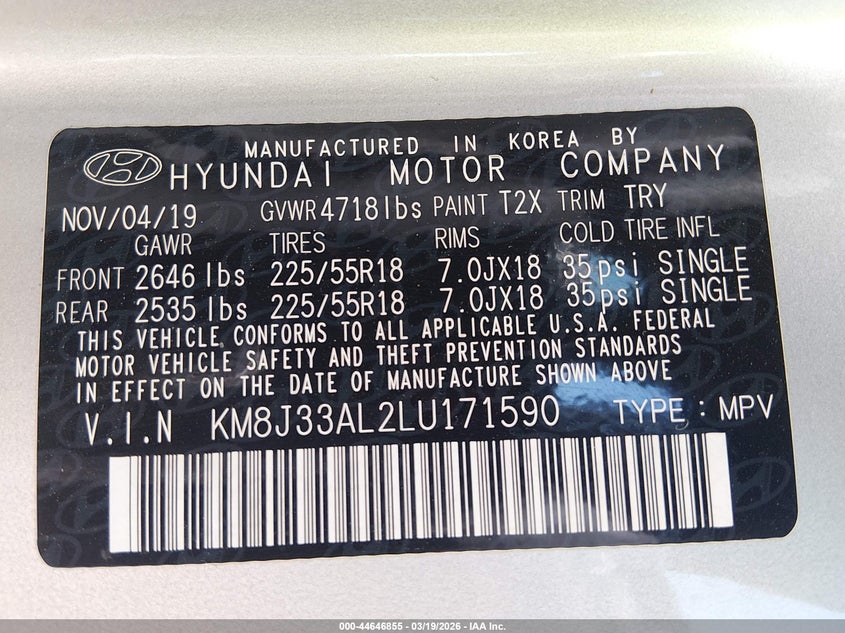 MANUFACTURED IN KOREA BY
HYUNDAI MOTOR COMPANY
NOV/04/19 GVWR 4718lbs PAINT T2X TRIM TRY
GAWR TIRES RIMS COLD TIRE INFL
FRONT 2646 lbs 225/55R18 7.0JX18 35psi SINGLE
REAR 2535 lbs 225/55R18 7.0JX18 35psi SINGLE
THIS VEHICLE CONFORMS TO ALL APPLICABLE U.S.A. FEDERAL
MOTOR VEHICLE SAFETY AND THEFT PREVENTION STANDARDS
IN EFFECT ON THE DATE OF MANUFACTURE SHOWN ABOVE.
V.I.N KM8J33AL2LU171590 TYPE : MPV
000-44646855 — 03/19/2026 — IAA Inc.